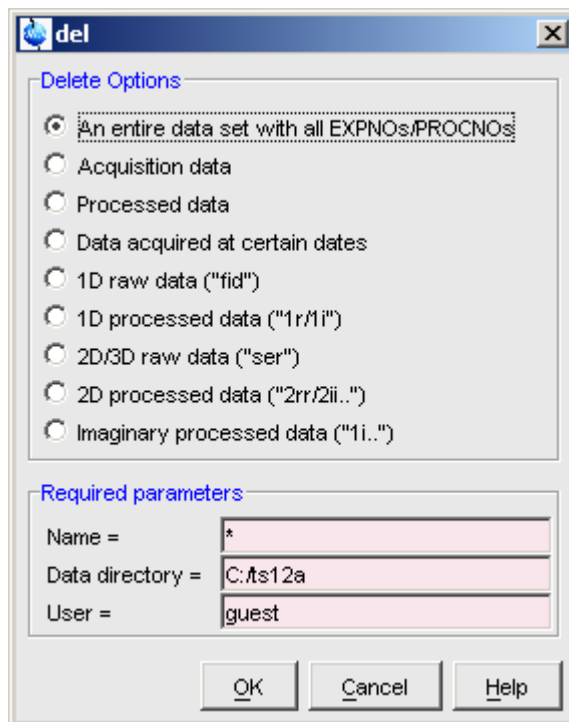 del
Delete Options
An entire data set with all EXPNOs/PROCNOs
Acquisition data
Processed data
Data acquired at certain dates
1D raw data ("fid")
1D processed data ("1r/1i")
2D/3D raw data ("ser")
2D processed data ("2rr/2ii..")
Imaginary processed data ("1i..")
Required parameters
Name = *
Data directory = C:/ts12a
User = guest
OK Cancel Help